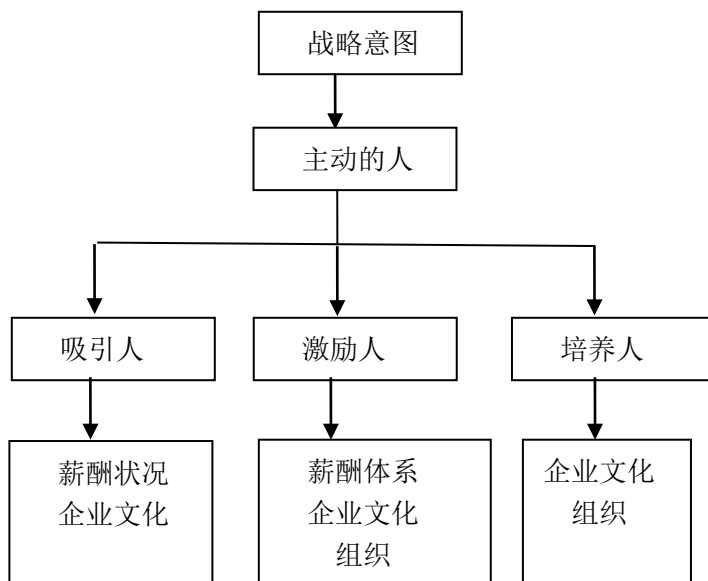 战略意图
主动的人
吸引人
激励人
培养人
薪酬状况
企业文化
薪酬体系
企业文化
组织
企业文化
组织